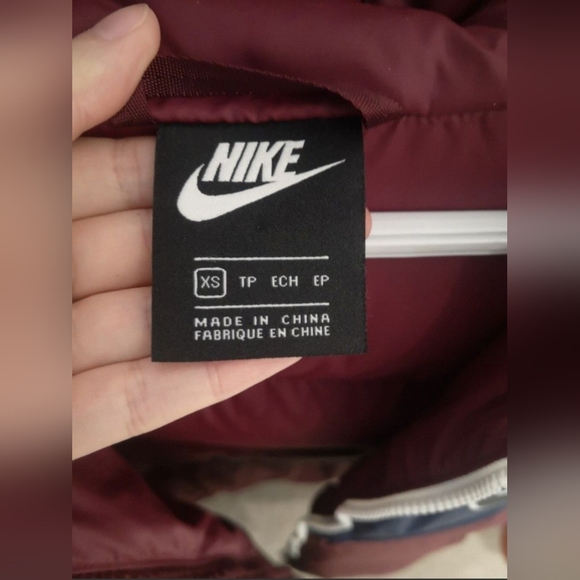 NIKE
XS TP ECH EP
MADE IN CHINA
FABRIQUE EN CHINE